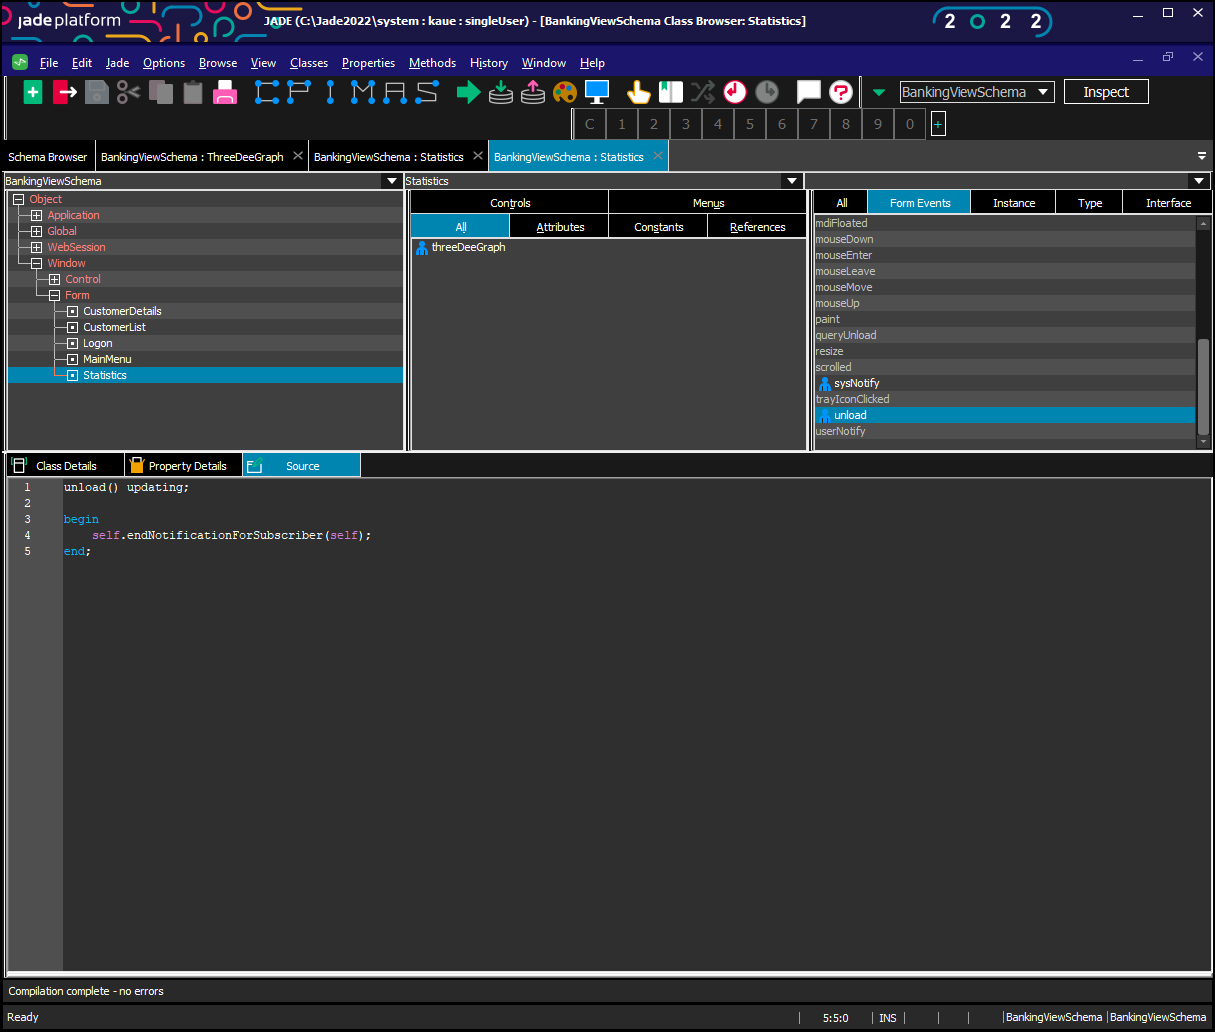 jade platform
JADE (C:\Jade2022\system : kaue : singleUser) - [BankingViewSchema Class Browser: Statistics]
2 0 2 2
File Edit Jade Options Browse View Classes Properties Methods History Window Help
BankingViewSchema
Inspect
C 1 2 3 4 5 6 7 8 9 0 +
Schema Browser
BankingViewSchema : ThreeDeeGraph
BankingViewSchema : Statistics
BankingViewSchema : Statistics
BankingViewSchema
Object
Application
Global
WebSession
Window
Control
Form
CustomerDetails
CustomerList
Logon
MainMenu
Statistics
Statistics
Controls Menus
All Attributes Constants References
threeDeeGraph
All Form Events Instance Type Interface
mdiFloated
mouseDown
mouseEnter
mouseLeave
mouseMove
mouseUp
paint
queryUnload
resize
scrolled
sysNotify
trayIconClicked
unload
userNotify
Class Details Property Details Source
1 unload() updating;
2
3 begin
4 self.endNotificationForSubscriber(self);
5 end;
Compilation complete - no errors
Ready 5:5:0 INS BankingViewSchema BankingViewSchema